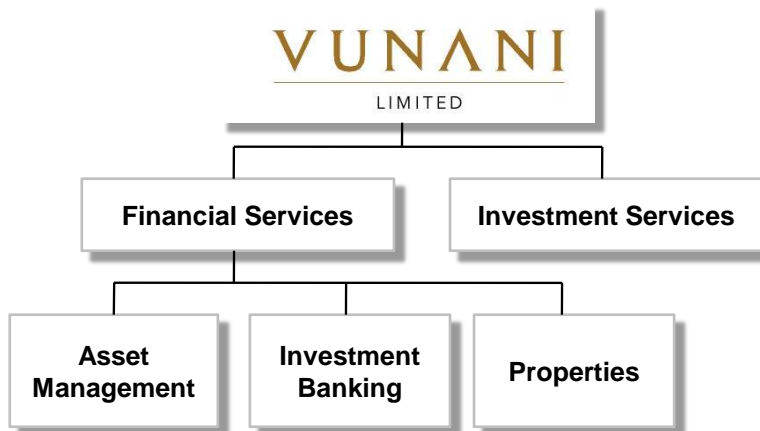 VUNANI
LIMITED
Financial Services
Investment Services
Asset
Management
Investment
Banking
Properties